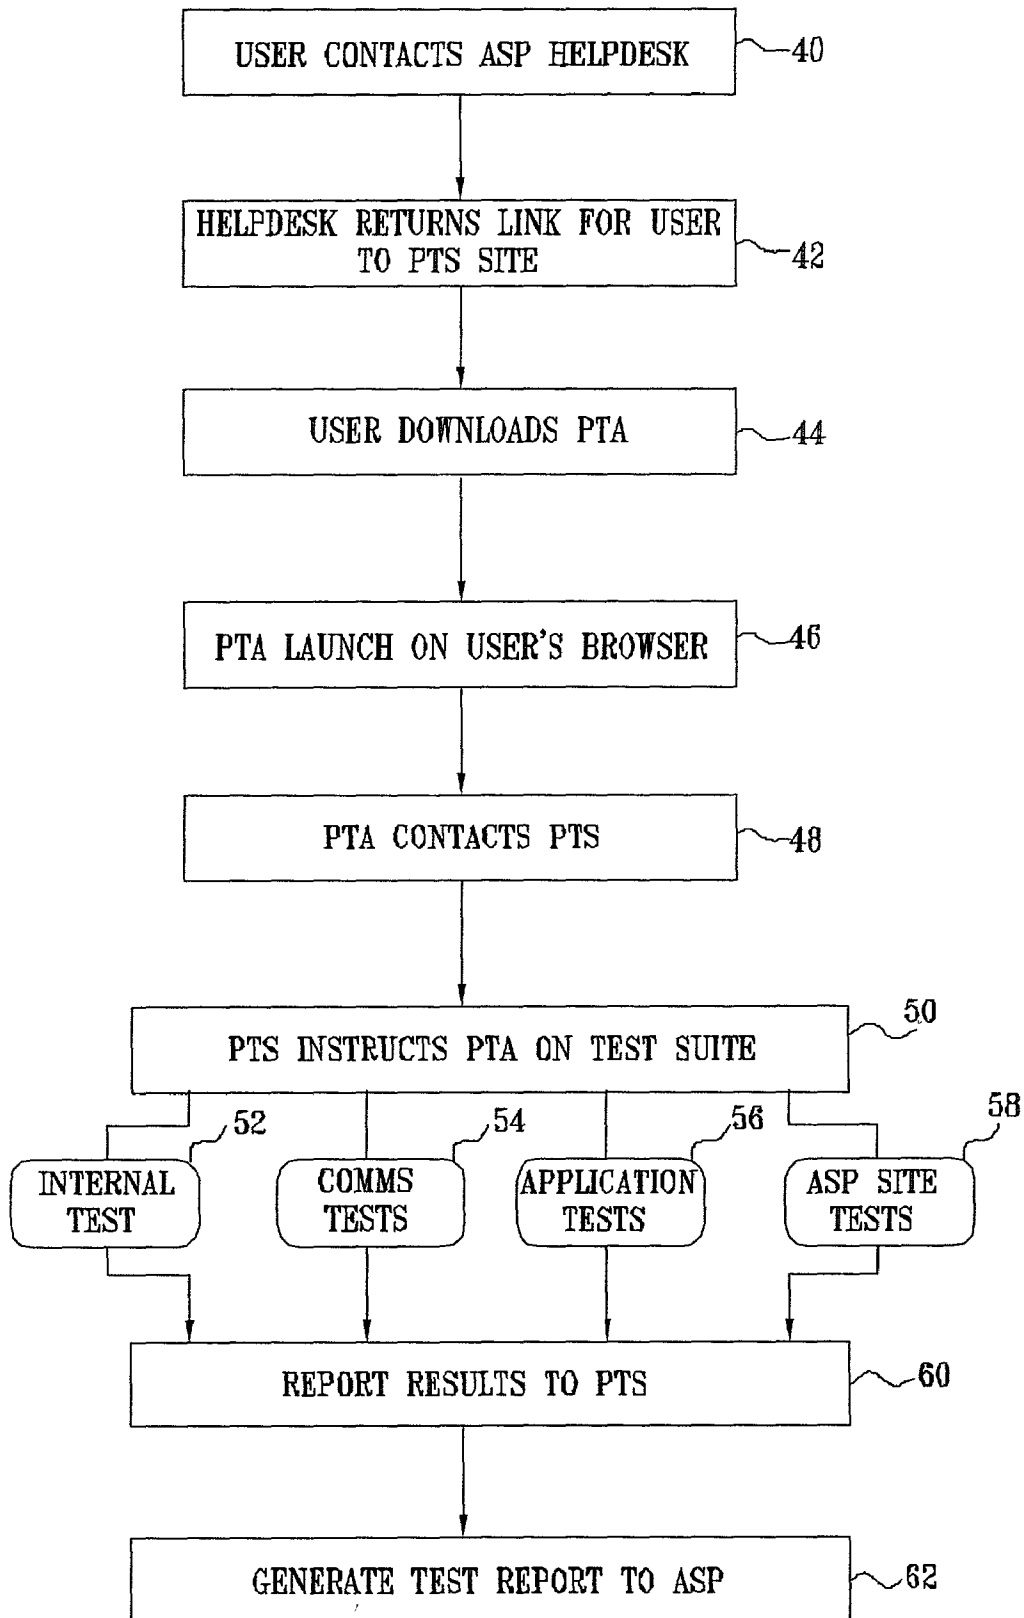 USER CONTACTS ASP HELPDESK
40
HELPDESK RETURNS LINK FOR USER
TO PTS SITE
42
USER DOWNLOADS PTA
44
PTA LAUNCH ON USER'S BROWSER
46
PTA CONTACTS PTS
48
PTS INSTRUCTS PTA ON TEST SUITE
50
INTERNAL
TEST
52
COMMS
TESTS
54
APPLICATION
TESTS
56
ASP SITE
TESTS
58
REPORT RESULTS TO PTS
60
GENERATE TEST REPORT TO ASP
62